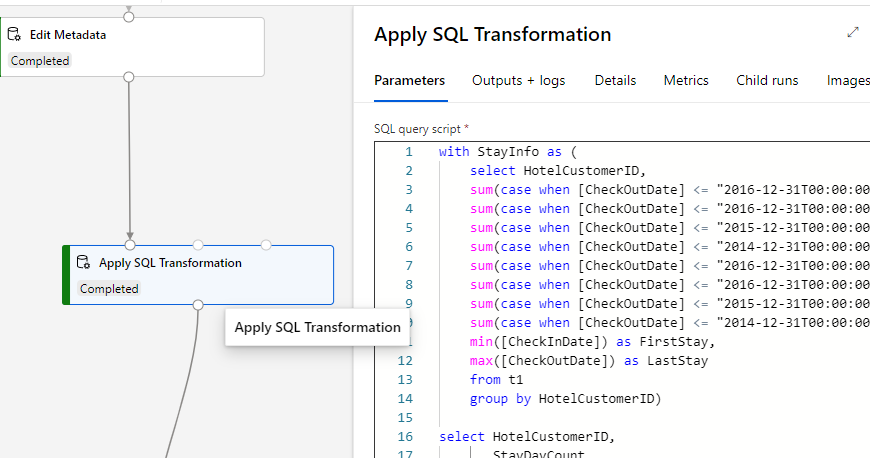 Edit Metadata
Completed
Apply SQL Transformation
Completed
Apply SQL Transformation
Apply SQL Transformation
Parameters Outputs + logs Details Metrics Child runs Images
SQL query script *
1 with StayInfo as (
2 select HotelCustomerID,
3 sum(case when [CheckOutDate] <= "2016-12-31T00:00:00
4 sum(case when [CheckOutDate] <= "2016-12-31T00:00:00
5 sum(case when [CheckOutDate] <= "2015-12-31T00:00:00
6 sum(case when [CheckOutDate] <= "2014-12-31T00:00:00
7 sum(case when [CheckOutDate] <= "2016-12-31T00:00:00
8 sum(case when [CheckOutDate] <= "2016-12-31T00:00:00
9 sum(case when [CheckOutDate] <= "2015-12-31T00:00:00
sum(case when [CheckOutDate] <= "2014-12-31T00:00:00
min([CheckInDate]) as FirstStay,
12 max([CheckOutDate]) as LastStay
13 from t1
14 group by HotelCustomerID)
15
16 select HotelCustomerID,
17 StayDayCount